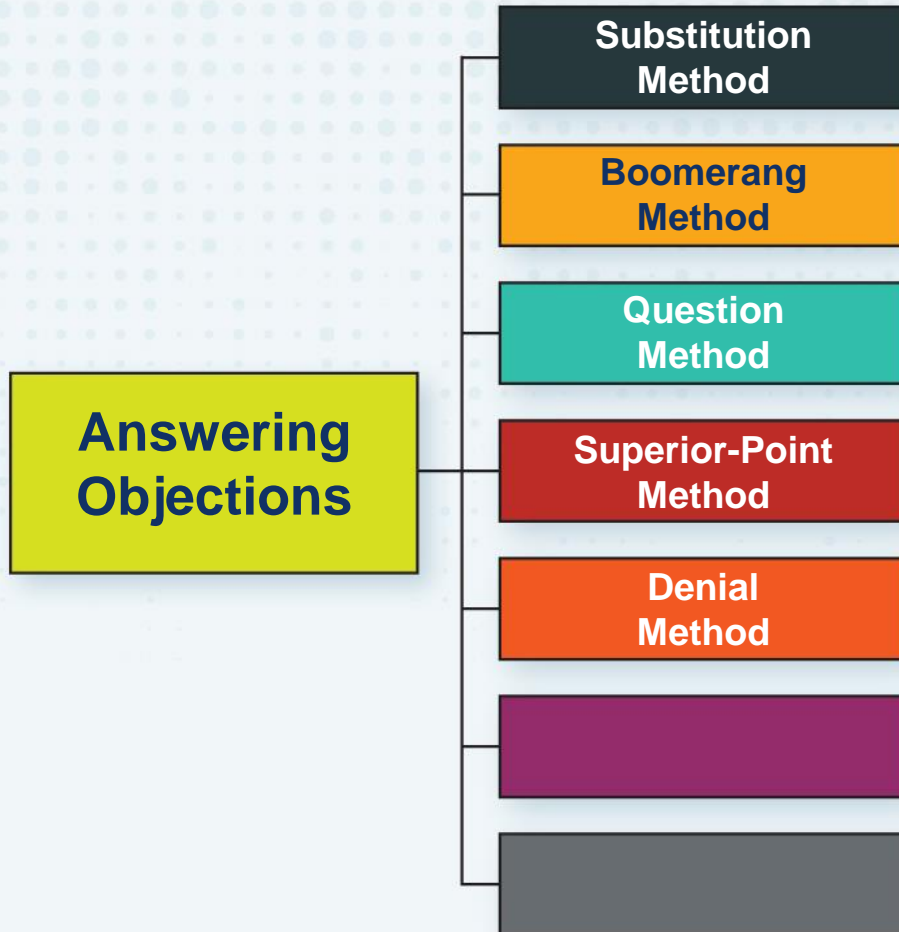 Answering
Objections
Substitution
Method
Boomerang
Method
Question
Method
Superior-Point
Method
Denial
Method